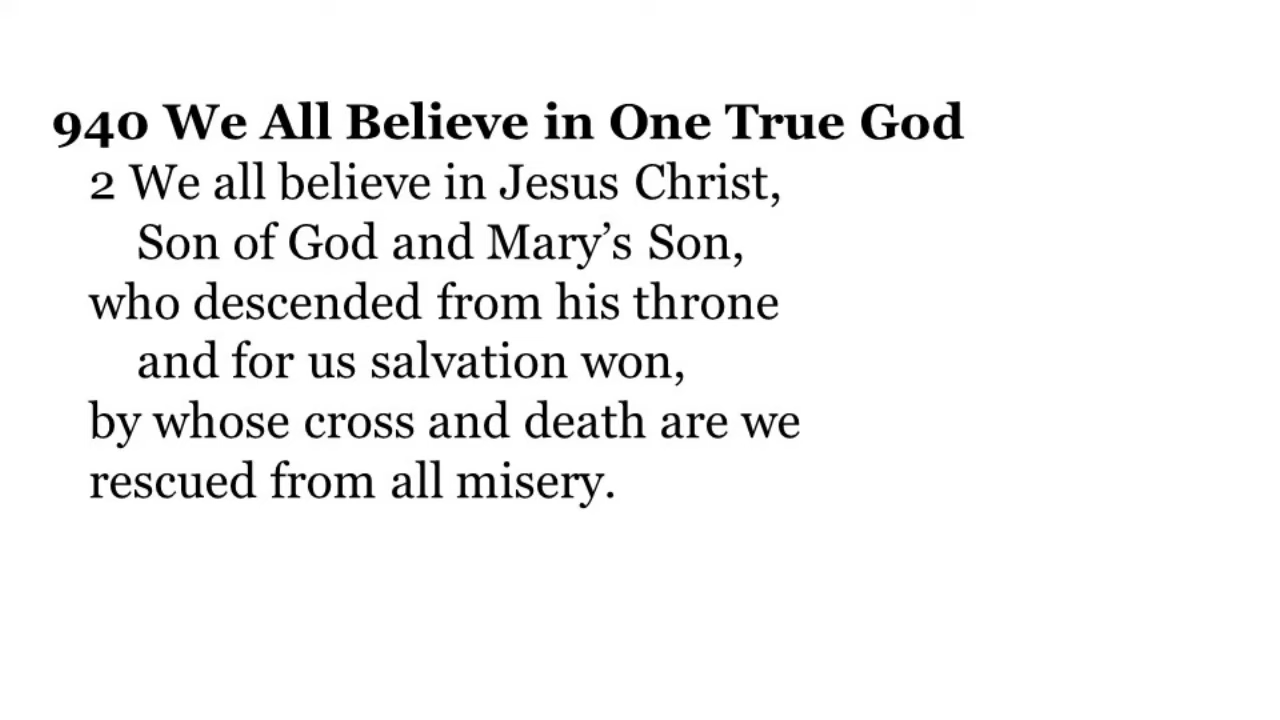 940 We All Believe in One True God
2 We all believe in Jesus Christ,
Son of God and Mary’s Son,
who descended from his throne
and for us salvation won,
by whose cross and death are we
rescued from all misery.